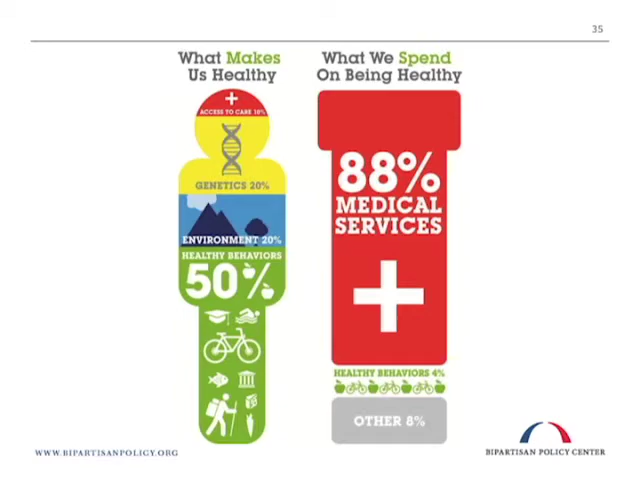 35
What Makes
Us Healthy
What We Spend
On Being Healthy
ACCESS TO CARE 10%
GENETICS 20%
ENVIRONMENT 20%
HEALTHY BEHAVIORS
50%
88%
MEDICAL
SERVICES
HEALTHY BEHAVIORS 4%
OTHER 8%
WWW.BIPARTISANPOLICY.ORG
BIPARTISAN POLICY CENTER